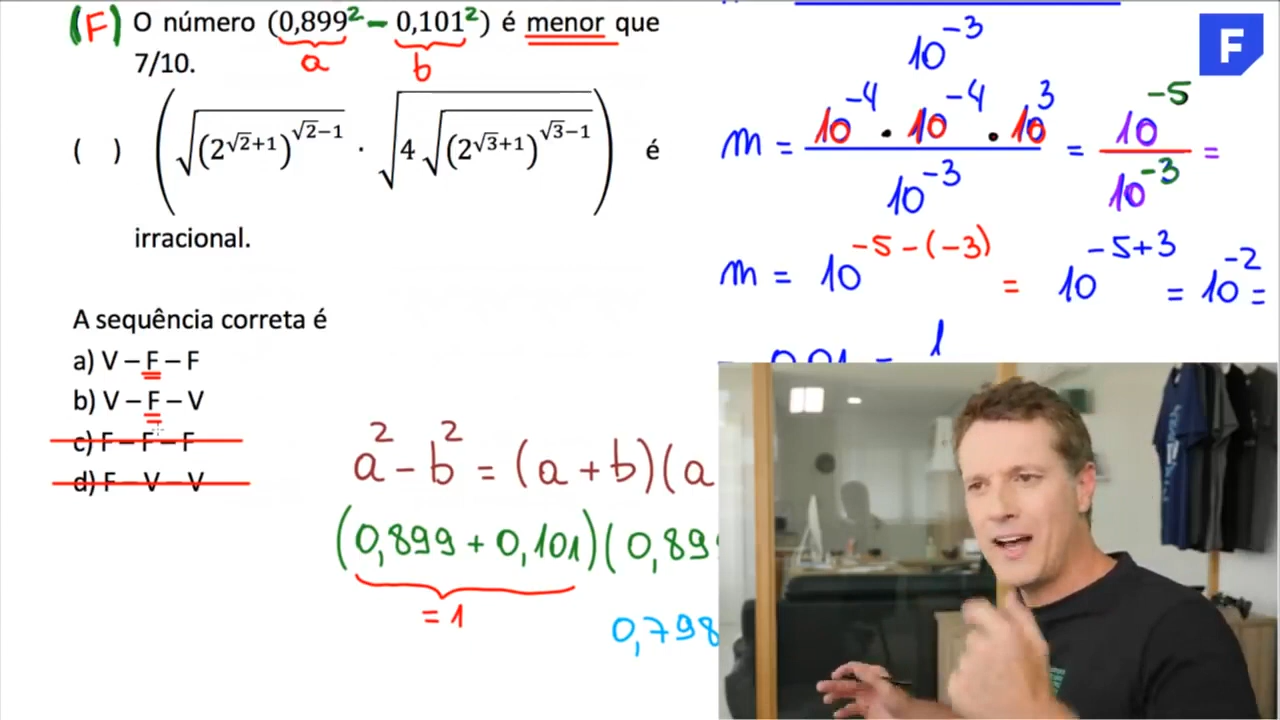 (F) O número (0,899² − 0,101²) é menor que
a b
7/10.
( ) (√((2^(√2+1))^(√2−1)) · √(4√((2^(√3+1))^(√3−1)))) é
irracional.
A sequência correta é
a) V – F – F
b) V – F – V
c) F – F – F
d) F – V – V
a² − b² = (a + b)(a
(0,899 + 0,101)(0,89
= 1
0,798
10⁻³
m = 10⁻⁴ · 10⁻⁴ · 10³ / 10⁻³ = 10⁻⁵ / 10⁻³ =
m = 10^(−5−(−3)) = 10^(−5+3) = 10⁻² =
F